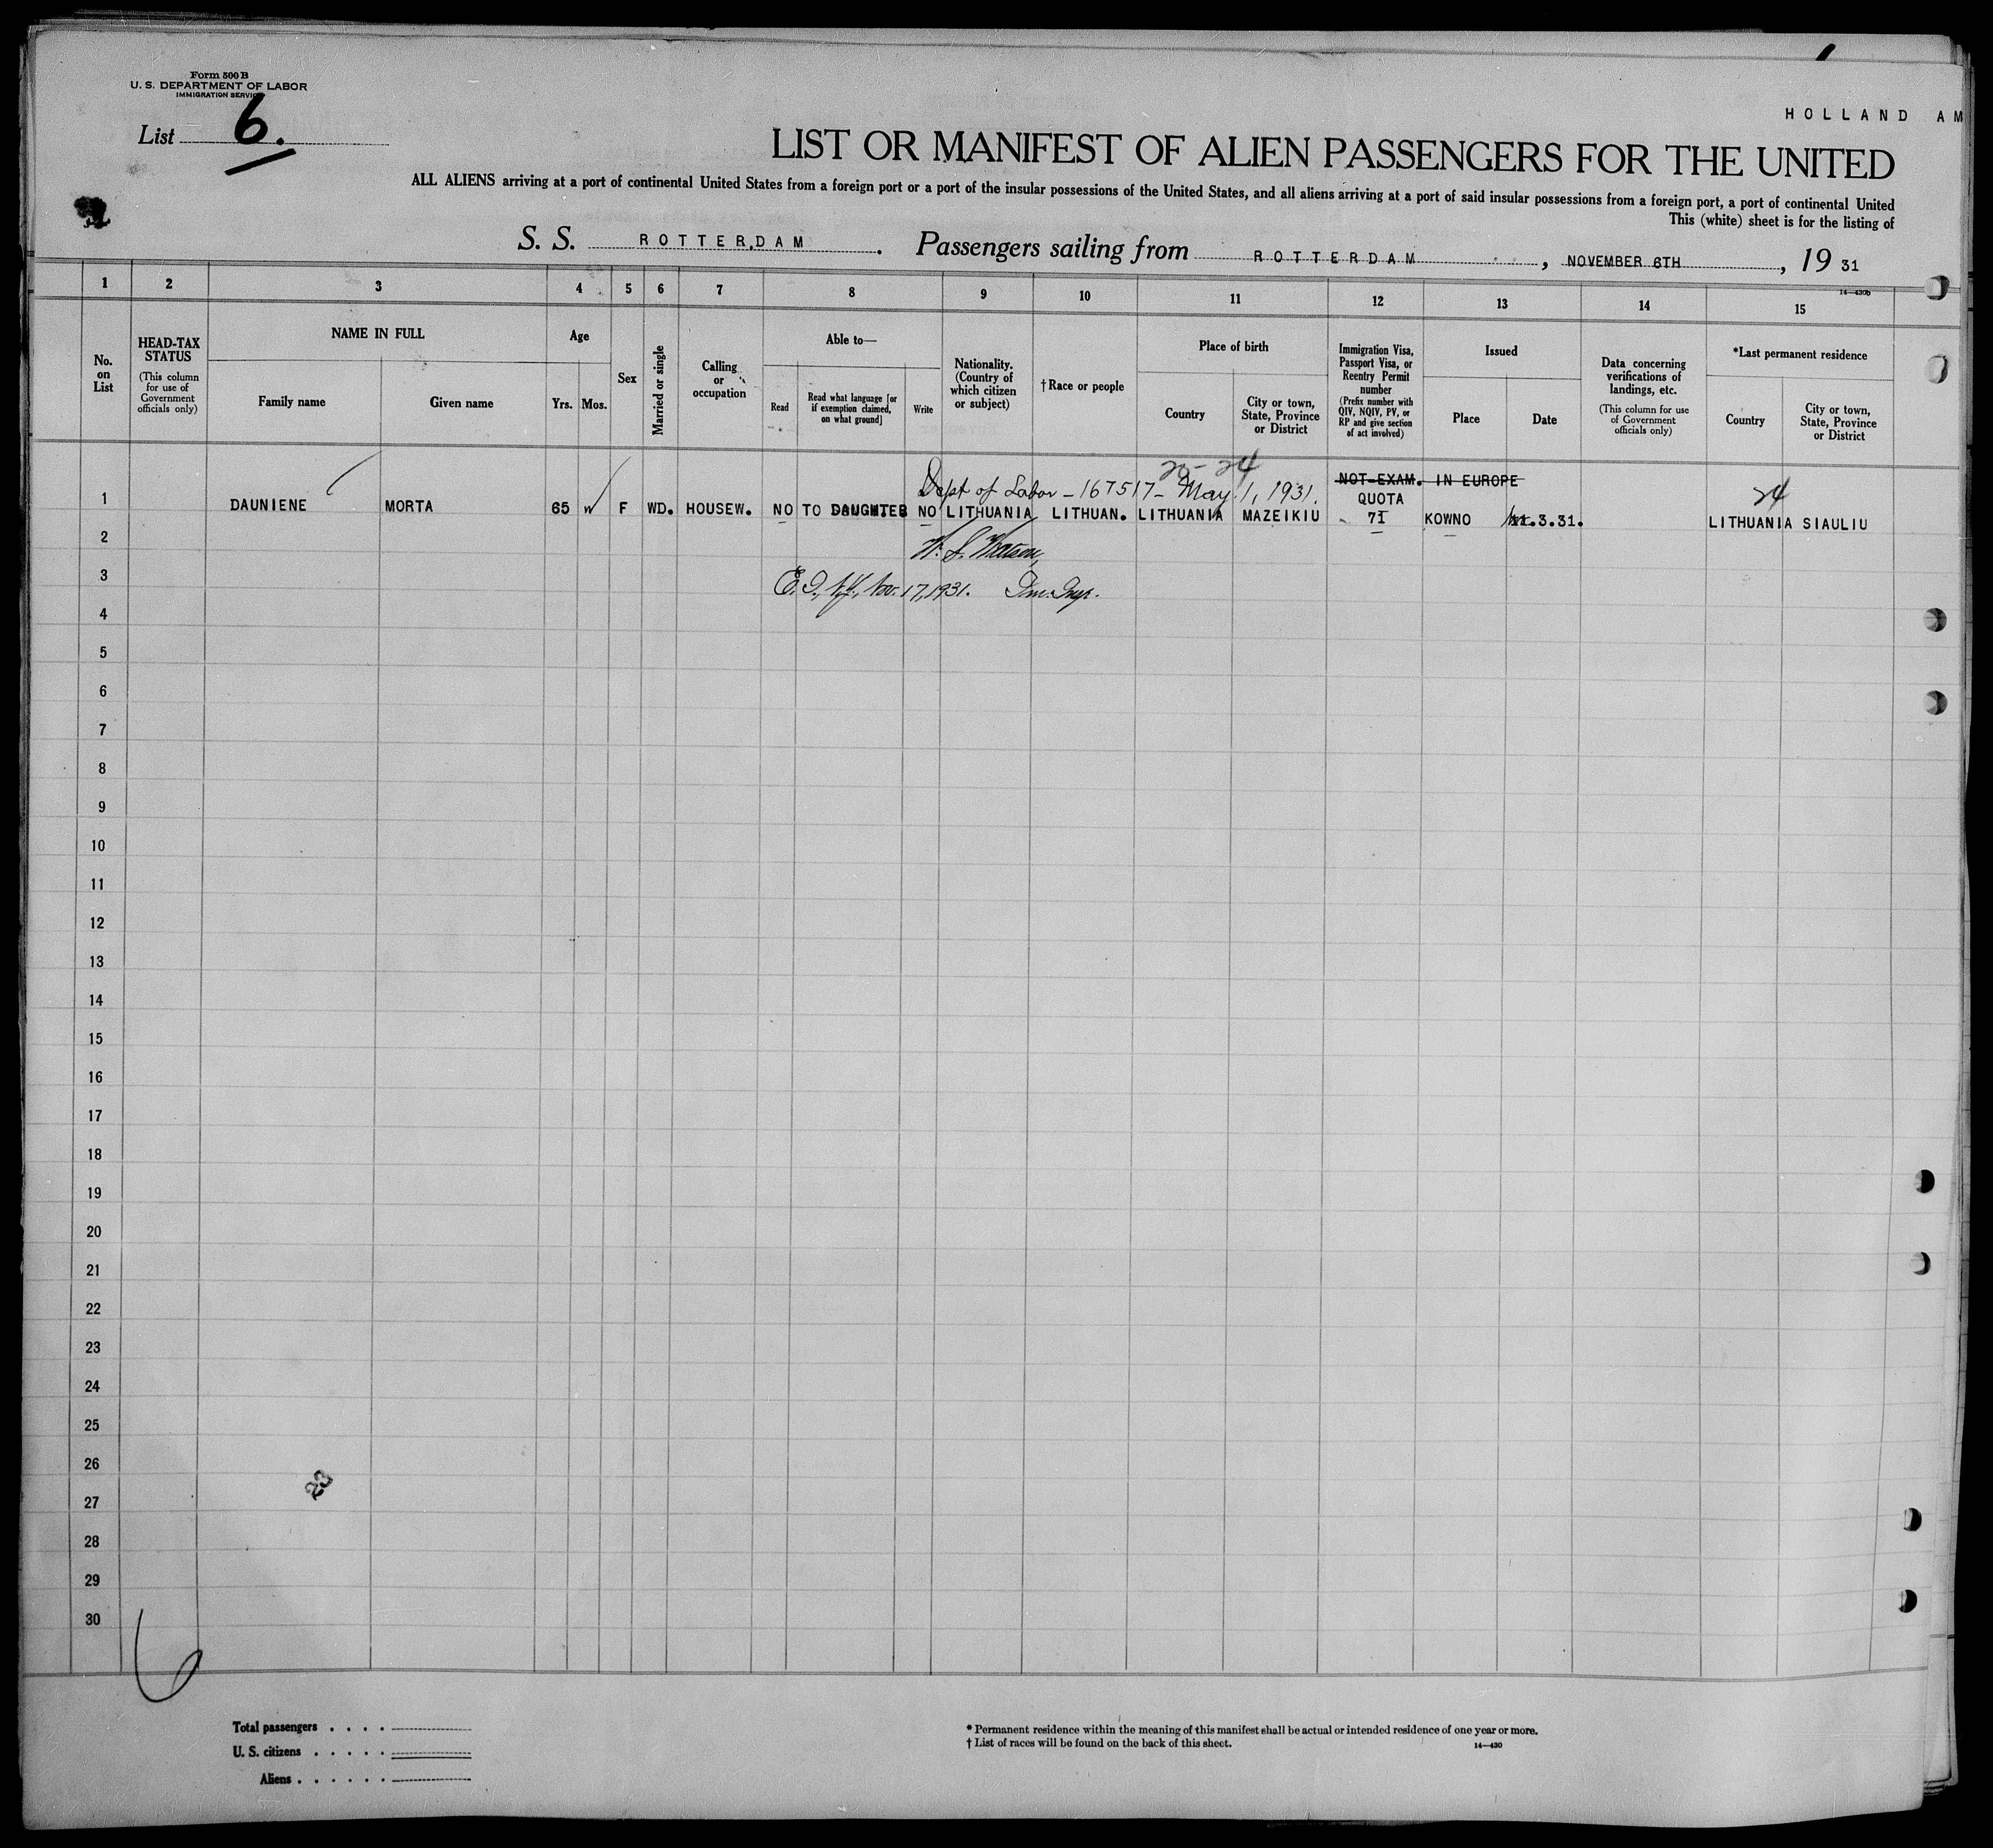 Form 500 B
U. S. DEPARTMENT OF LABOR
IMMIGRATION SERVICE
List 6.
HOLLAND AM
LIST OR MANIFEST OF ALIEN PASSENGERS FOR THE UNITED
ALL ALIENS arriving at a port of continental United States from a foreign port or a port of the insular possessions of the United States, and all aliens arriving at a port of said insular possessions from a foreign port, a port of continental United
This (white) sheet is for the listing of
S. S. ROTTERDAM. Passengers sailing from ROTTERDAM, NOVEMBER 6TH, 19 31
14—430b
1 2 3 4 5 6 7 8 9 10 11 12 13 14 15
No. on List
HEAD-TAX STATUS
(This column for use of Government officials only)
NAME IN FULL
Family name
Given name
Age
Yrs. Mos.
Sex
Married or single
Calling or occupation
Able to—
Read
Read what language [or if exemption claimed, on what ground]
Write
Nationality. (Country of which citizen or subject)
†Race or people
Place of birth
Country
City or town, State, Province or District
Immigration Visa, Passport Visa, or Reentry Permit number
(Prefix number with QIV, NQIV, PV, or RP and give section of act involved)
Issued
Place
Date
Data concerning verifications of landings, etc.
(This column for use of Government officials only)
*Last permanent residence
Country
City or town, State, Province or District
20-24
Dept of Labor - 167517 - May 1, 1931.
NOT-EXAM. IN EUROPE
QUOTA
24
1 DAUNIENE MORTA 65 F WD. HOUSEW. NO TO DAUGHTER NO LITHUANIA LITHUAN. LITHUANIA MAZEIKIU 71 KOWNO .3.31. LITHUANIA SIAULIU
2
W. J. Watson,
3
Nov. 17, 1931. Imm. Insp.
4
5
6
7
8
9
10
11
12
13
14
15
16
17
18
19
20
21
22
23
24
25
26
23
27
28
29
30
6
Total passengers . . . .
U. S. citizens . . . . .
Aliens . . . . . .
* Permanent residence within the meaning of this manifest shall be actual or intended residence of one year or more.
† List of races will be found on the back of this sheet.
14—430